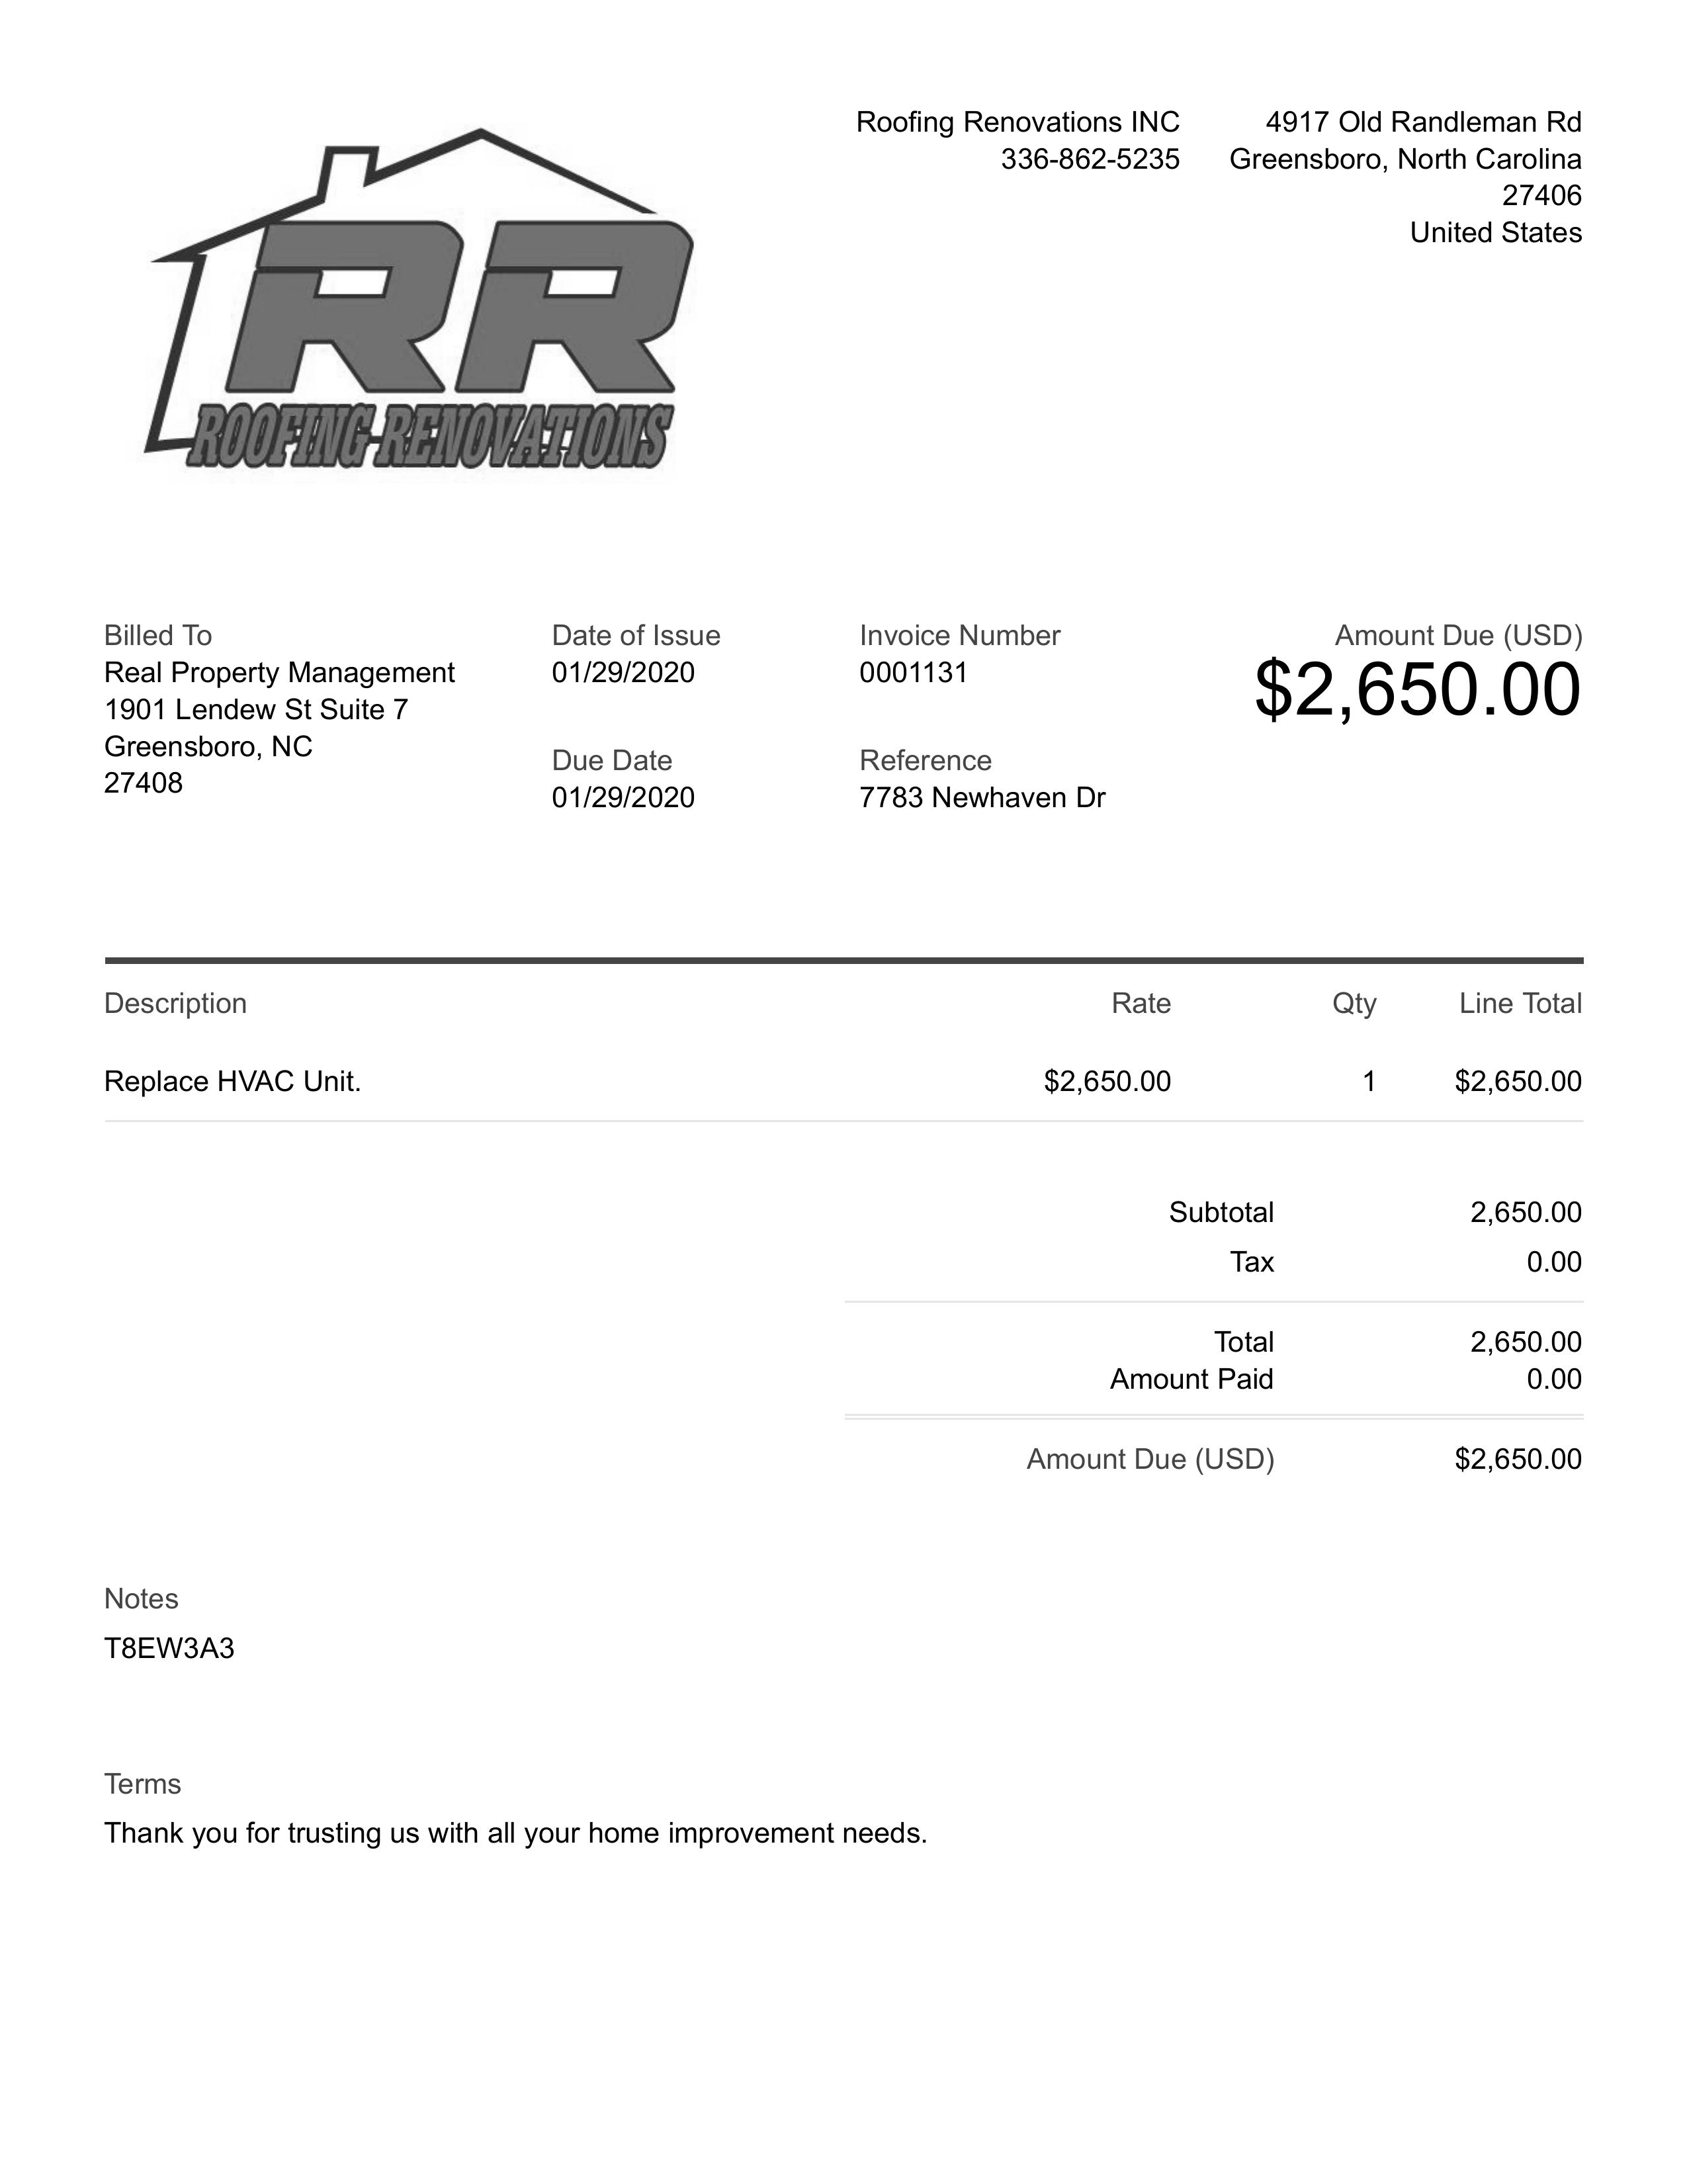 RR
ROOFING-RENOVATIONS
Roofing Renovations INC
336-862-5235
4917 Old Randleman Rd
Greensboro, North Carolina
27406
United States
Billed To
Real Property Management
1901 Lendew St Suite 7
Greensboro, NC
27408
Date of Issue
01/29/2020
Due Date
01/29/2020
Invoice Number
0001131
Reference
7783 Newhaven Dr
Amount Due (USD)
$2,650.00
Description Rate Qty Line Total
Replace HVAC Unit. $2,650.00 1 $2,650.00
Subtotal 2,650.00
Tax 0.00
Total 2,650.00
Amount Paid 0.00
Amount Due (USD) $2,650.00
Notes
T8EW3A3
Terms
Thank you for trusting us with all your home improvement needs.